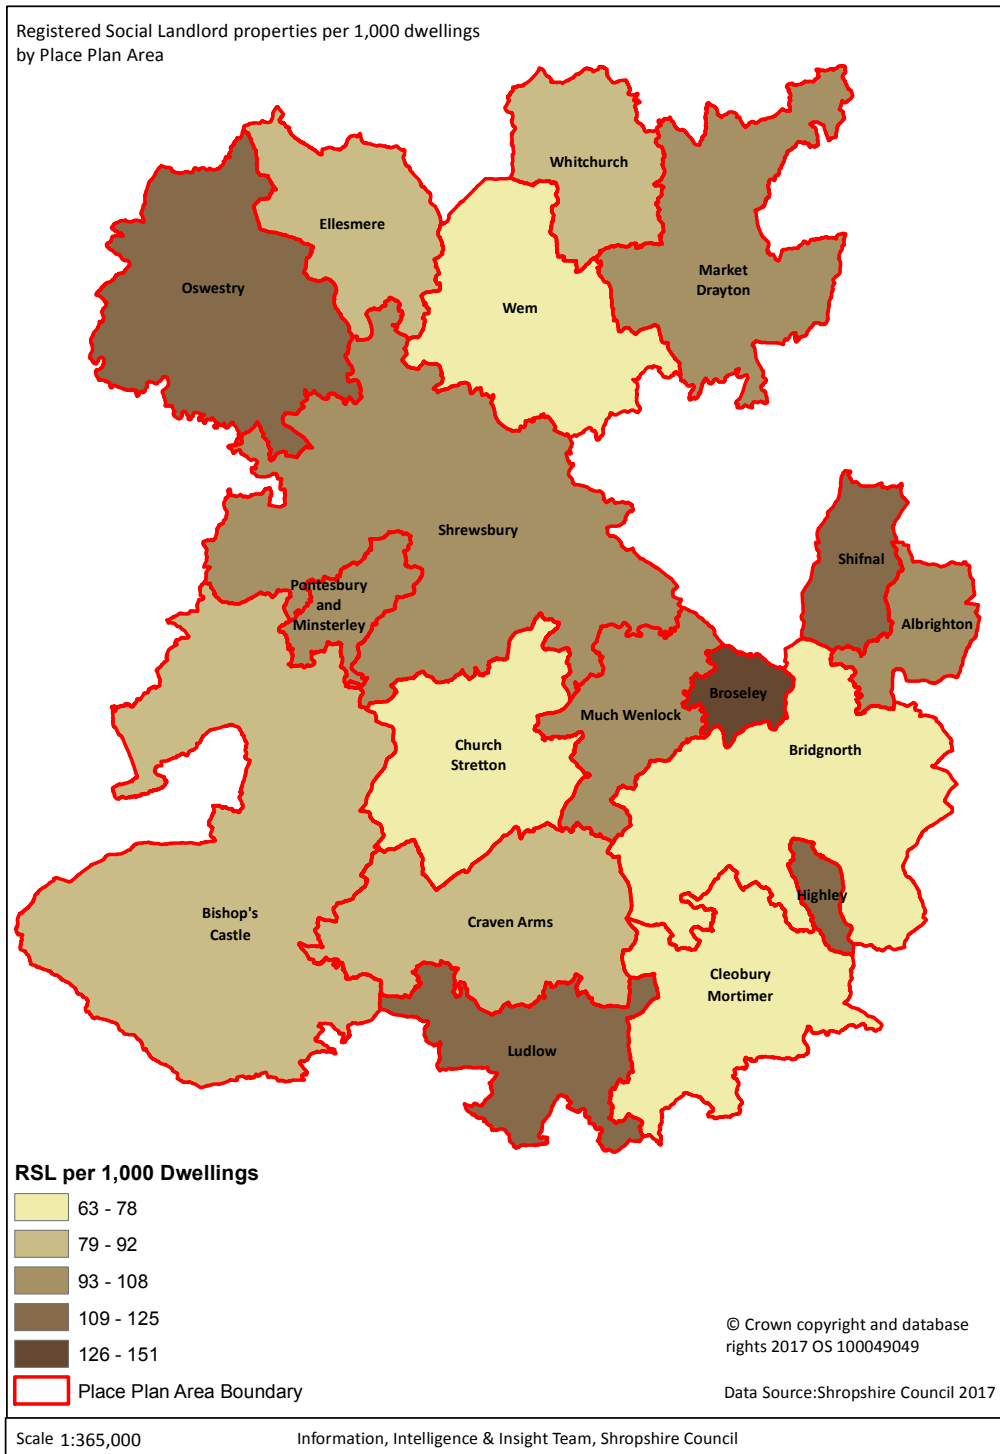 Registered Social Landlord properties per 1,000 dwellings
by Place Plan Area
Whitchurch
Ellesmere
Market
Drayton
Oswestry
Wem
Shrewsbury
Shifnal
Pontesbury
and
Minsterley
Albrighton
Broseley
Much Wenlock
Church
Stretton
Bridgnorth
Highley
Bishop's
Castle
Craven Arms
Cleobury
Mortimer
Ludlow
RSL per 1,000 Dwellings
63 - 78
79 - 92
93 - 108
109 - 125
126 - 151
Place Plan Area Boundary
© Crown copyright and database
rights 2017 OS 100049049
Data Source:Shropshire Council 2017
Scale 1:365,000
Information, Intelligence & Insight Team, Shropshire Council